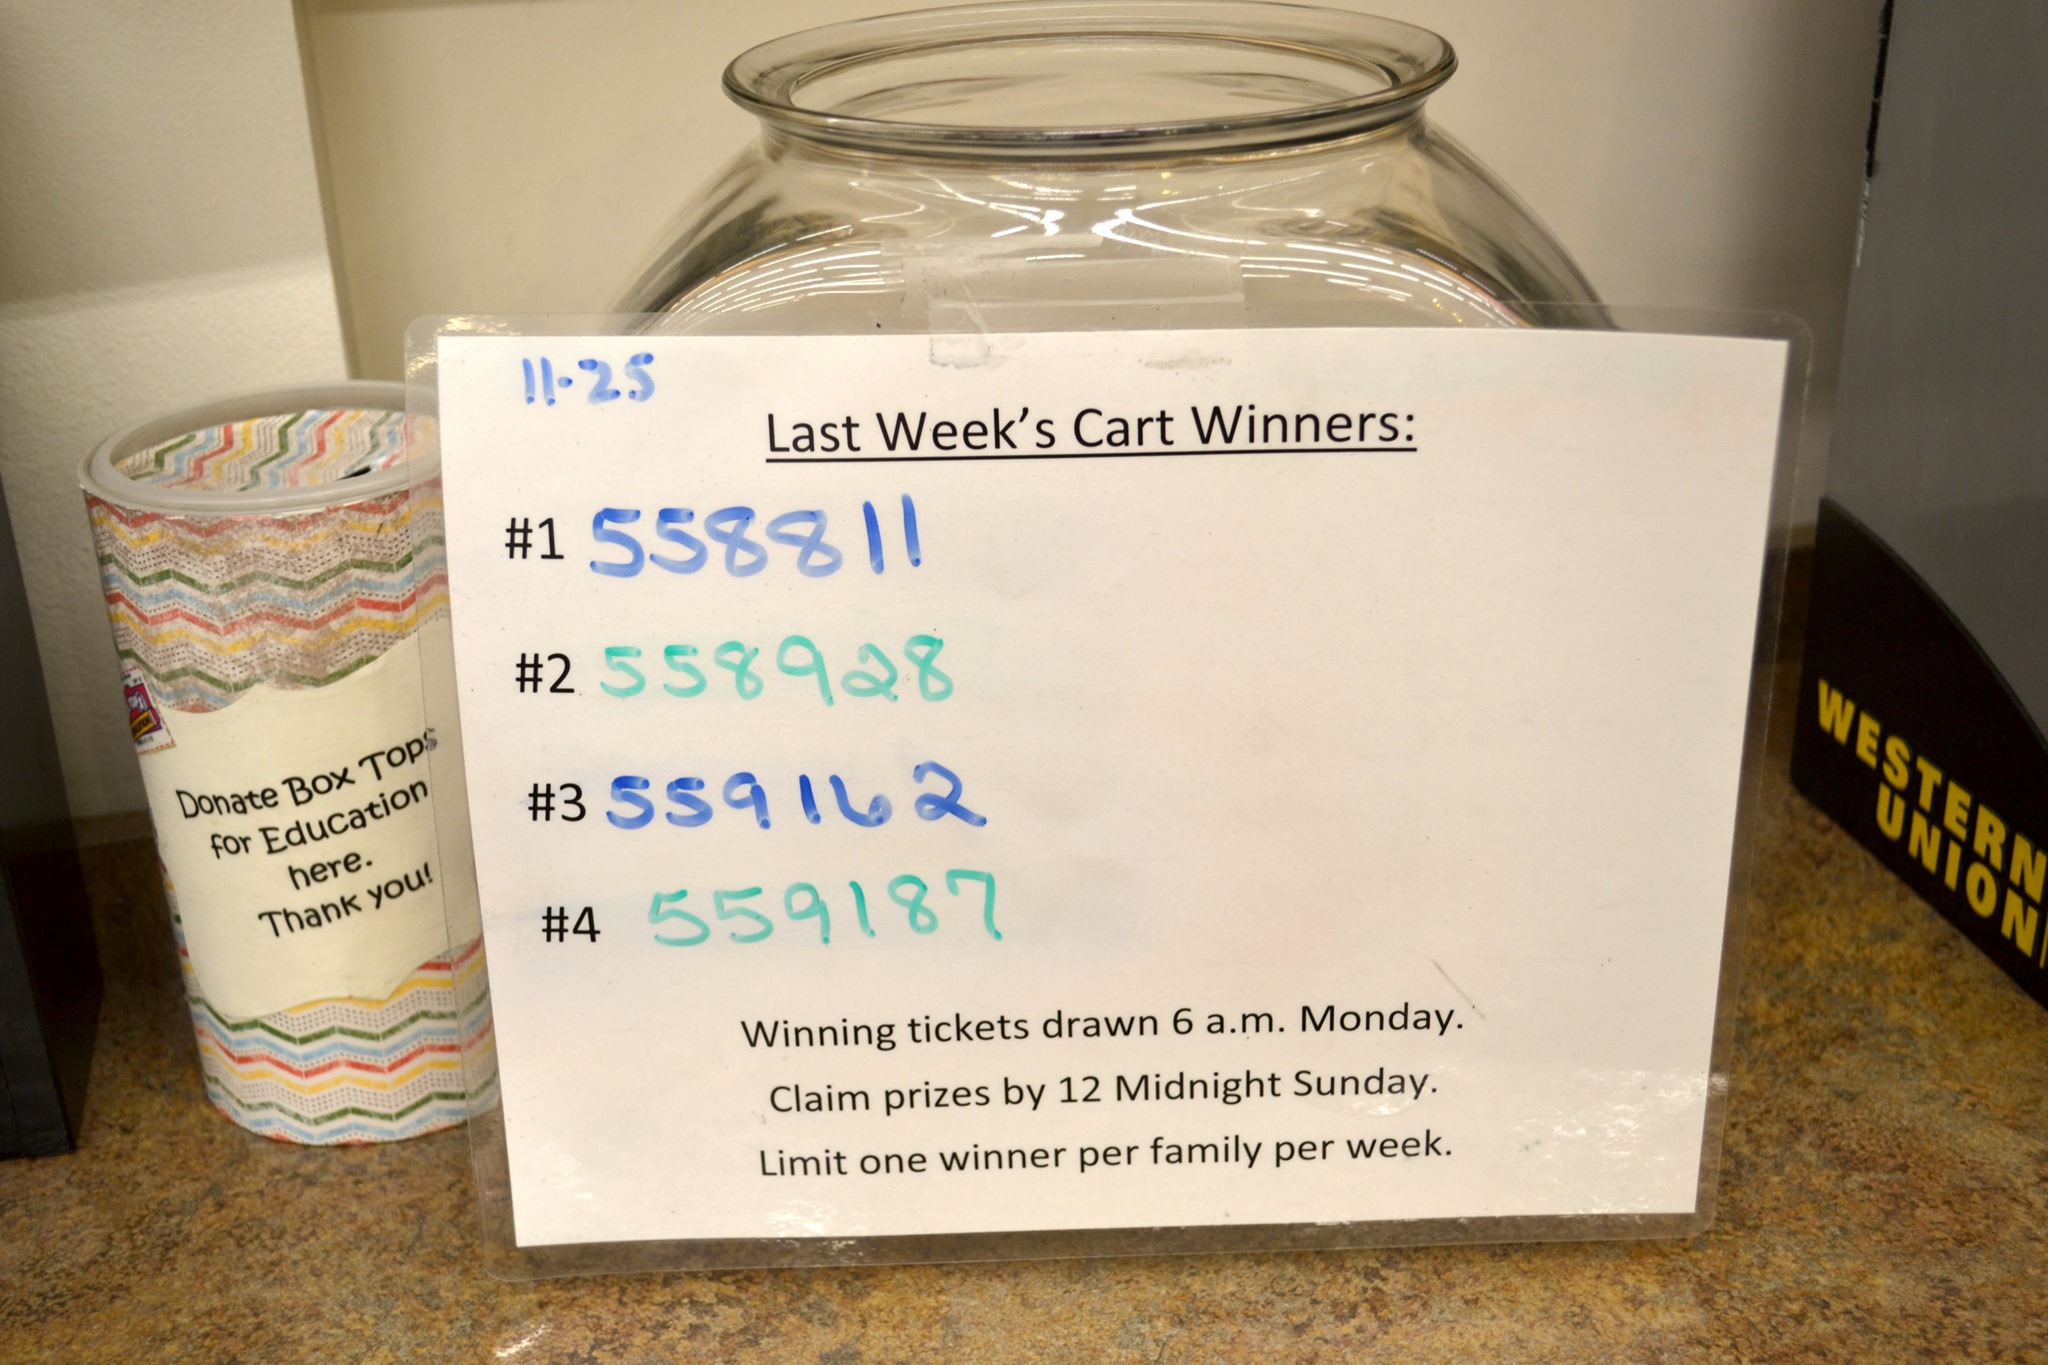 11-25
Last Week's Cart Winners:
#1 558811
#2 558928
#3 559162
#4 559187
Winning tickets drawn 6 a.m. Monday.
Claim prizes by 12 Midnight Sunday.
Limit one winner per family per week.
Donate Box Tops
for Education
here.
Thank you!
WESTERN
UNION